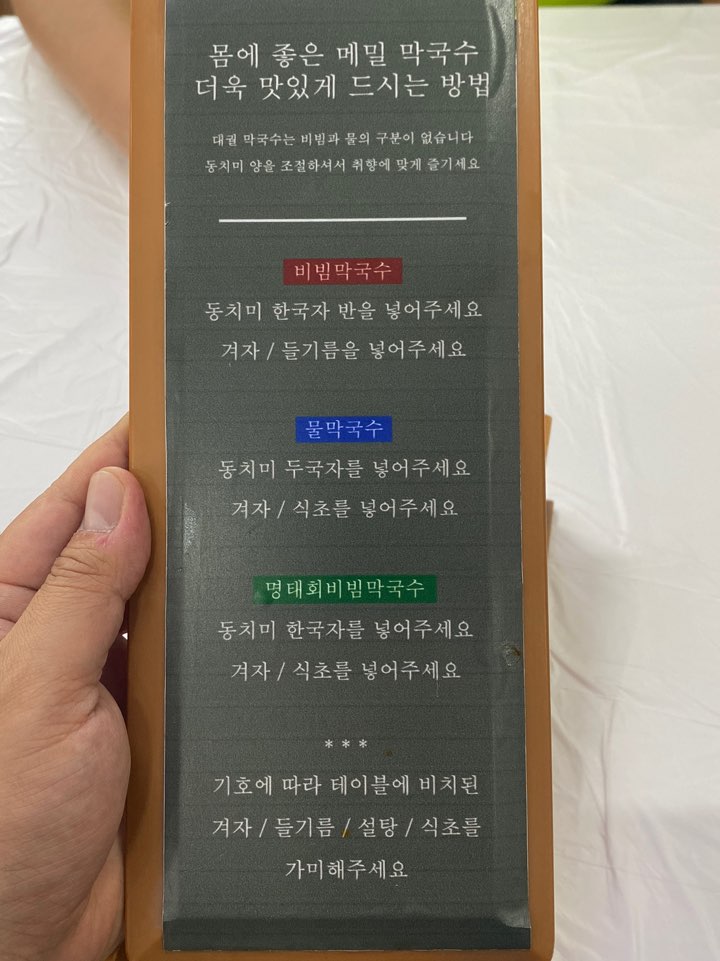 몸에 좋은 메밀 막국수
더욱 맛있게 드시는 방법
대궐 막국수는 비빔과 물의 구분이 없습니다
동치미 양을 조절하셔서 취향에 맞게 즐기세요
비빔막국수
동치미 한국자 반을 넣어주세요
겨자 / 들기름을 넣어주세요
물막국수
동치미 두국자를 넣어주세요
겨자 / 식초를 넣어주세요
명태회비빔막국수
동치미 한국자를 넣어주세요
겨자 / 식초를 넣어주세요
***
기호에 따라 테이블에 비치된
겨자 / 들기름 / 설탕 / 식초를
가미해주세요